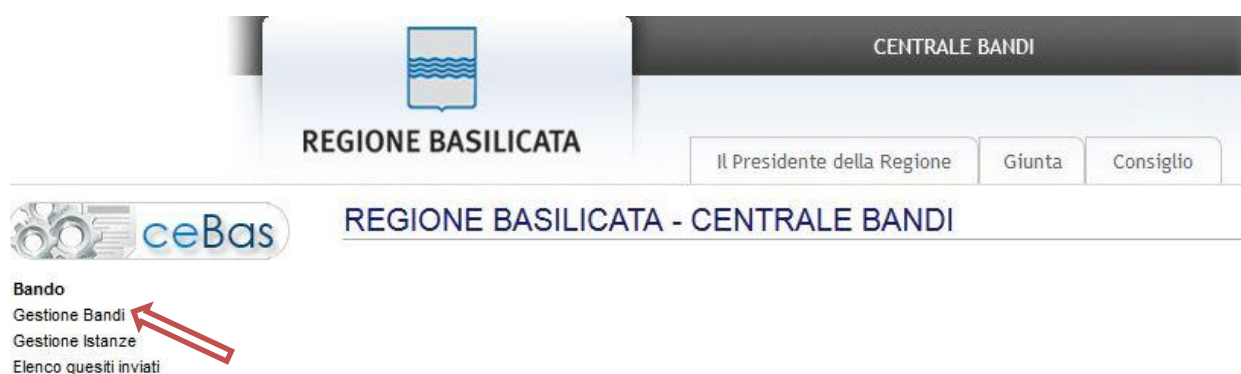 CENTRALE BANDI
REGIONE BASILICATA
Il Presidente della Regione Giunta Consiglio
ceBas
REGIONE BASILICATA - CENTRALE BANDI
Bando
Gestione Bandi
Gestione Istanze
Elenco quesiti inviati